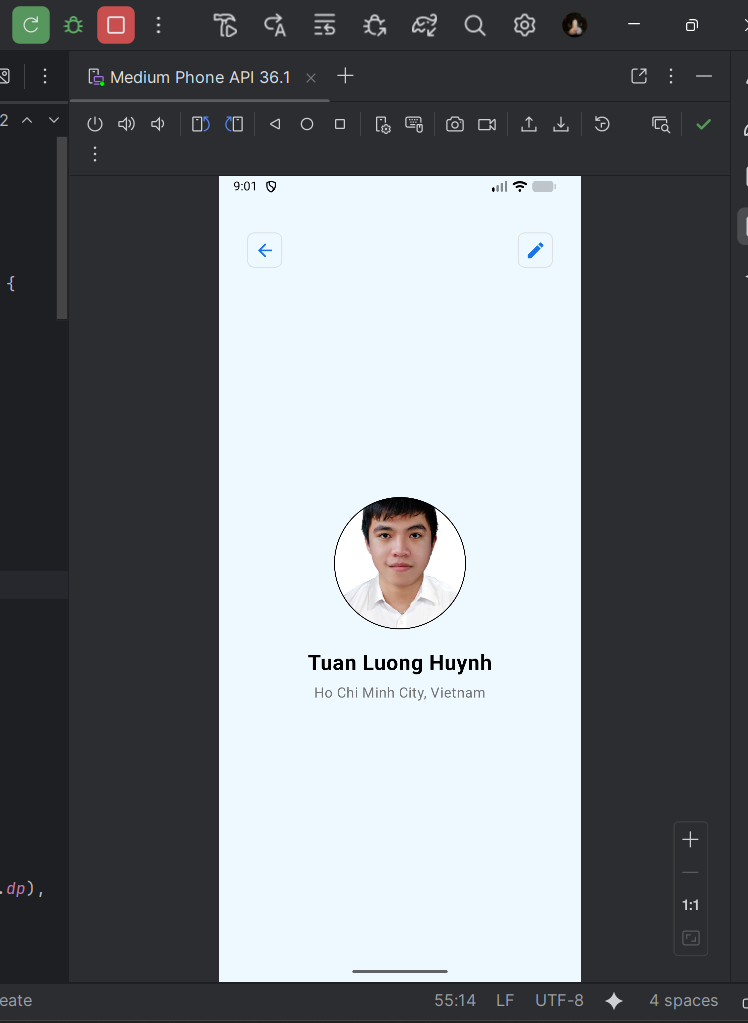 Medium Phone API 36.1
2
9:01
{
Tuan Luong Huynh
Ho Chi Minh City, Vietnam
.dp),
1:1
eate
55:14 LF UTF-8 4 spaces